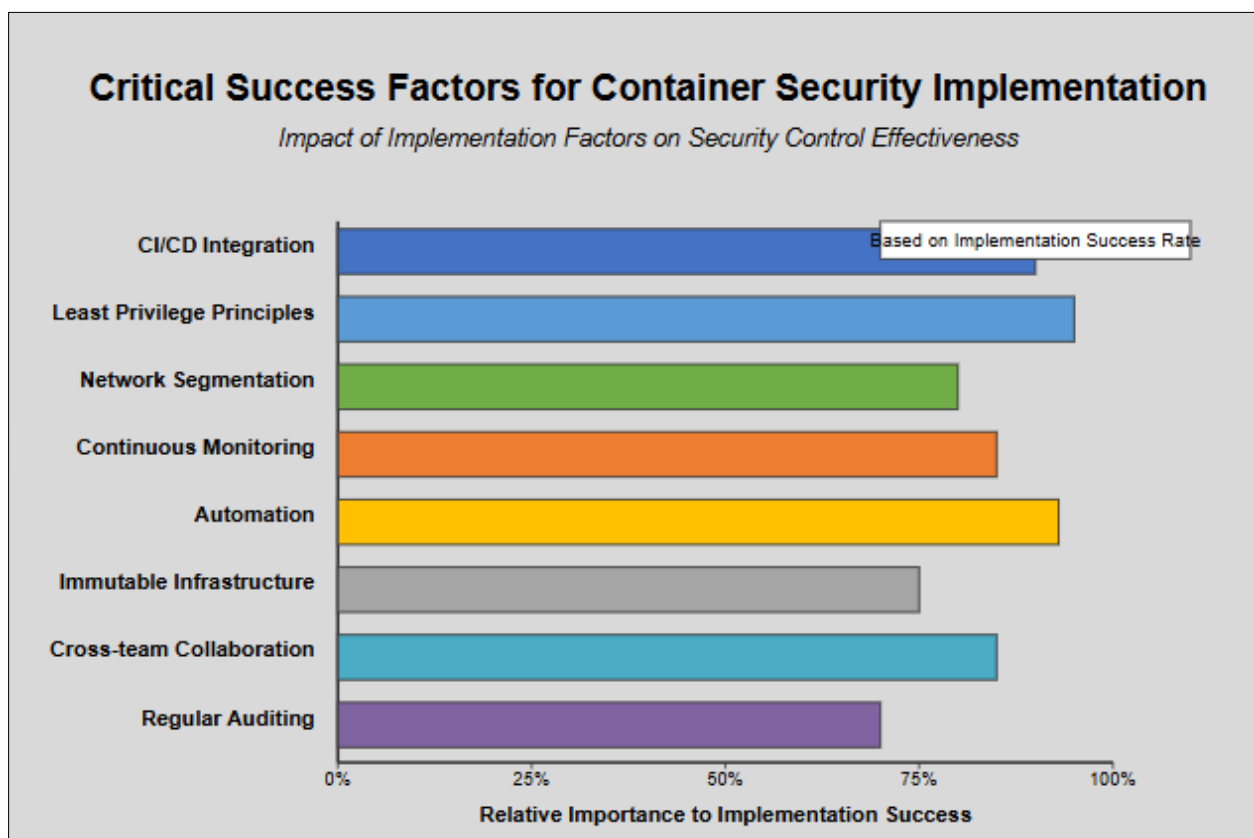 Critical Success Factors for Container Security Implementation
Impact of Implementation Factors on Security Control Effectiveness
CI/CD Integration
Based on Implementation Success Rate
Least Privilege Principles
Network Segmentation
Continuous Monitoring
Automation
Immutable Infrastructure
Cross-team Collaboration
Regular Auditing
0% 25% 50% 75% 100%
Relative Importance to Implementation Success